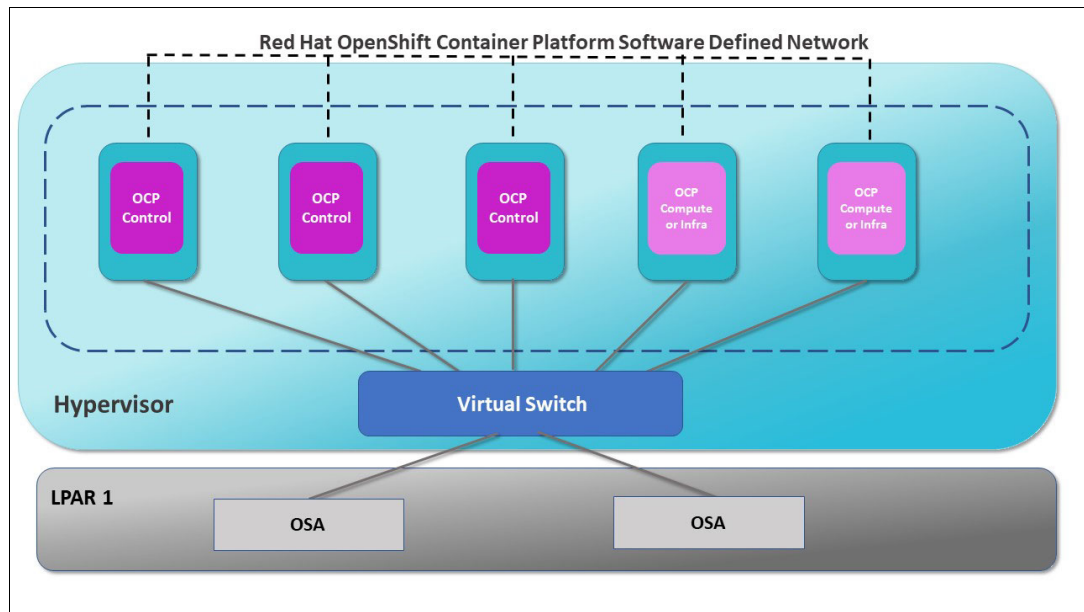 Red Hat OpenShift Container Platform Software Defined Network
OCP
Control
OCP
Control
OCP
Control
OCP
Compute
or Infra
OCP
Compute
or Infra
Hypervisor
Virtual Switch
LPAR 1
OSA
OSA